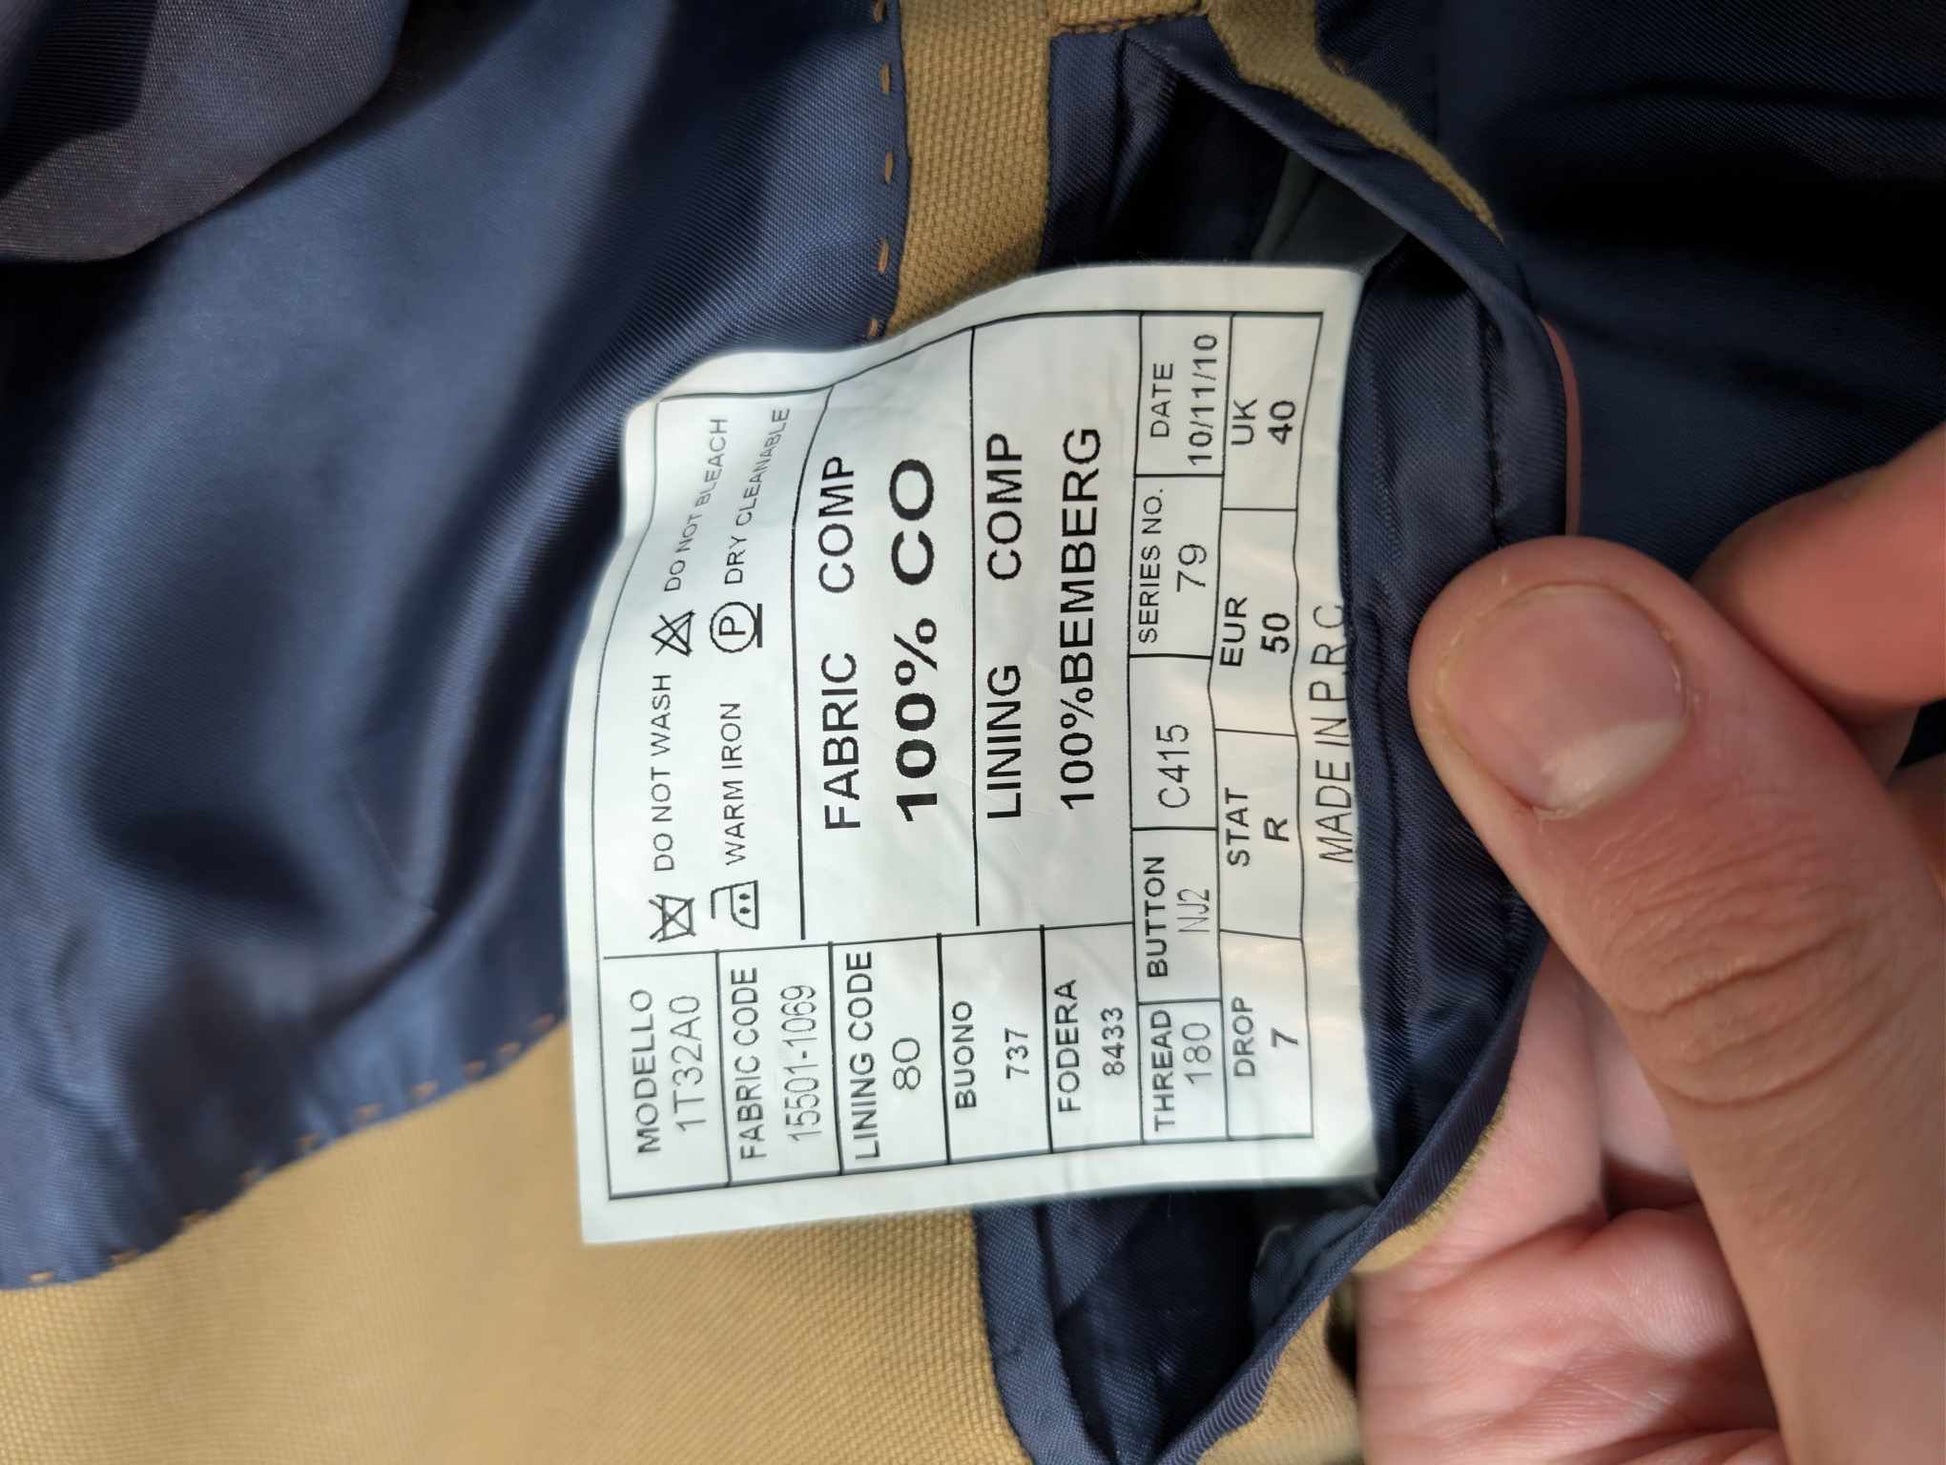 MODELLO
1T32A0
DO NOT WASH
DO NOT BLEACH
WARM IRON
P
DRY CLEANABLE
FABRIC CODE
15501-1069
FABRIC COMP
100% CO
LINING CODE
80
BUONO
737
LINING COMP
100%BEMBERG
FODERA
8433
THREAD
180
BUTTON
NJ2
C415
SERIES NO.
79
DATE
10/11/10
DROP
7
STAT
R
EUR
50
UK
40
MADE IN P.R.C